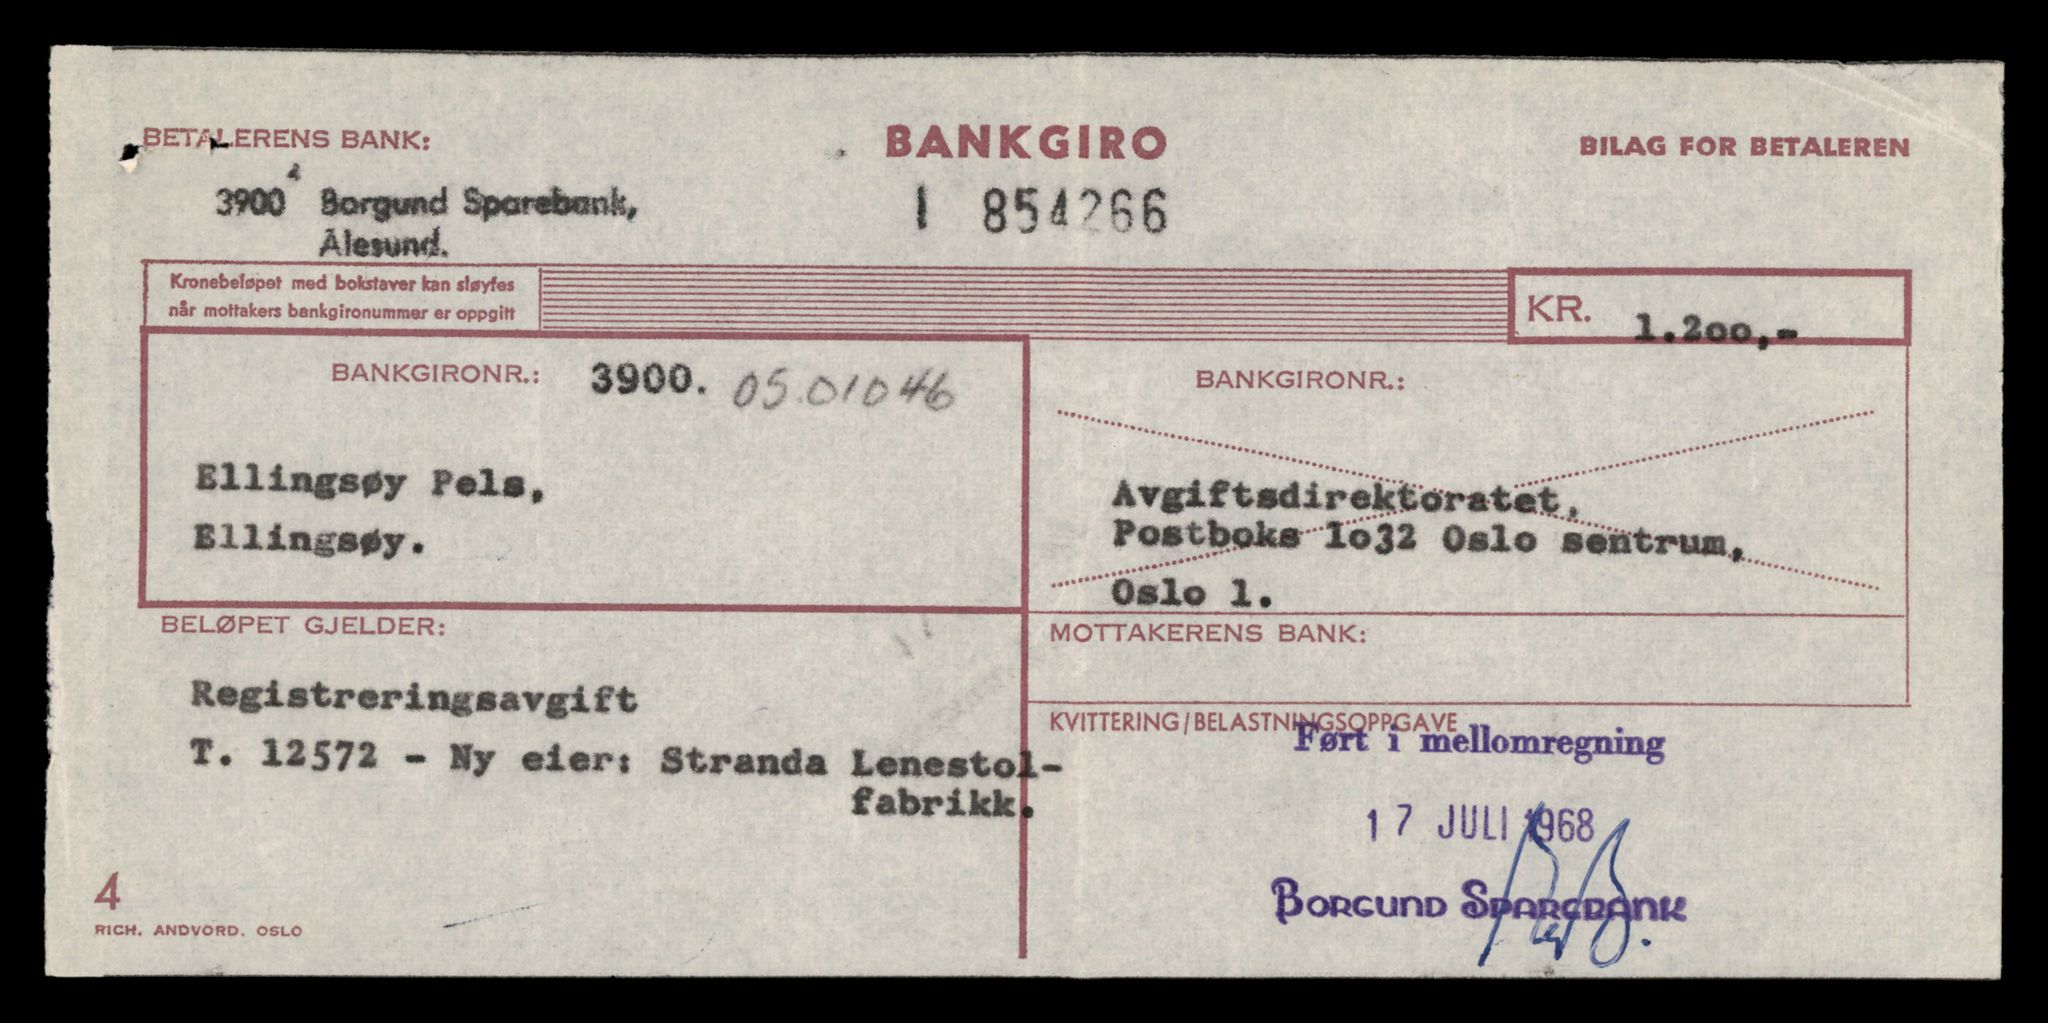 BETALERENS BANK:
BANKGIRO
BILAG FOR BETALEREN
3900 4 Borgund Sparebank,
Ålesund.
I 854266
Kronebeløpet med bokstaver kan sløyfes
når mottakers bankgironummer er oppgitt
KR. 1.2oo,-
BANKGIRONR.: 3900. 05.01046
Ellingsøy Pels,
Ellingsøy.
BANKGIRONR.:
Avgiftsdirektoratet,
Postboks 1o32 Oslo sentrum,
Oslo 1.
BELØPET GJELDER:
Registreringsavgift
T. 12572 - Ny eier: Stranda Lenestol-
fabrikk.
MOTTAKERENS BANK:
KVITTERING/BELASTNINGSOPPGAVE
Ført i mellomregning
17 JULI 1968
BORGUND SPAREBANK
4
RICH. ANDVORD. OSLO